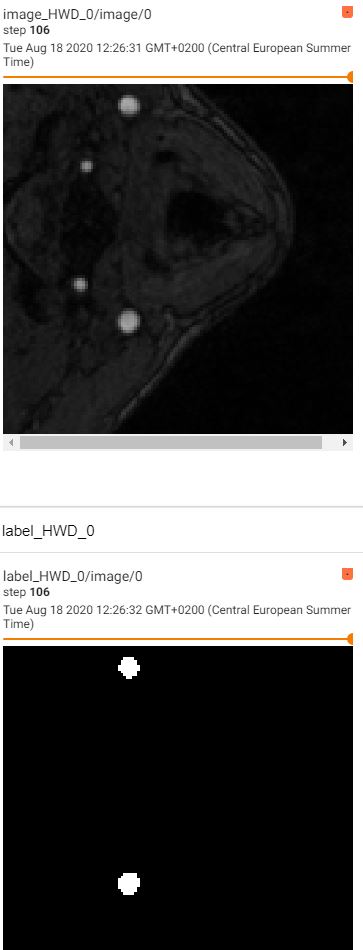 image_HWD_0/image/0
step 106
Tue Aug 18 2020 12:26:31 GMT+0200 (Central European Summer
Time)
label_HWD_0
label_HWD_0/image/0
step 106
Tue Aug 18 2020 12:26:32 GMT+0200 (Central European Summer
Time)